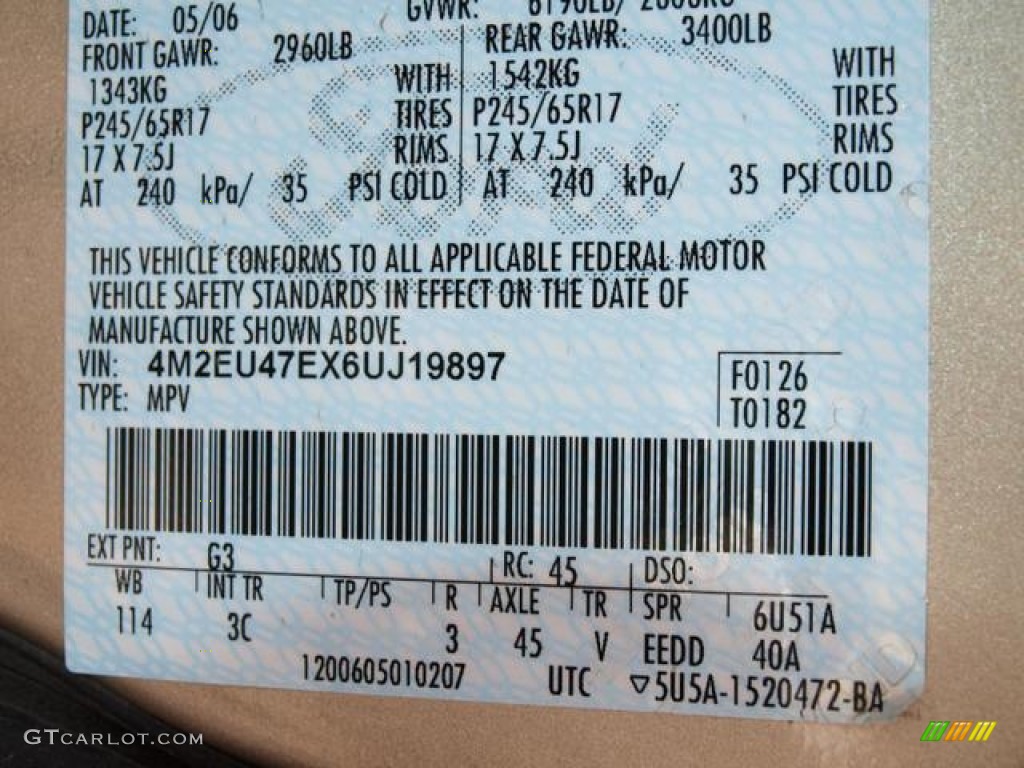 DATE: 05/06 GVWR: 6190LB/
FRONT GAWR: 2960LB REAR GAWR: 3400LB
1343KG WITH 1542KG WITH
P245/65R17 TIRES P245/65R17 TIRES
17 X 7.5J RIMS 17 X 7.5J RIMS
AT 240 kPa/ 35 PSI COLD AT 240 kPa/ 35 PSI COLD
THIS VEHICLE CONFORMS TO ALL APPLICABLE FEDERAL MOTOR
VEHICLE SAFETY STANDARDS IN EFFECT ON THE DATE OF
MANUFACTURE SHOWN ABOVE.
VIN: 4M2EU47EX6UJ19897 F0126
TYPE: MPV T0182
EXT PNT: G3 RC: 45 DSO:
WB INT TR TP/PS R AXLE TR SPR 6U51A
114 3C 3 45 V EEDD 40A
1200605010207 UTC ▽5U5A-1520472-BA
GTCARLOT.COM